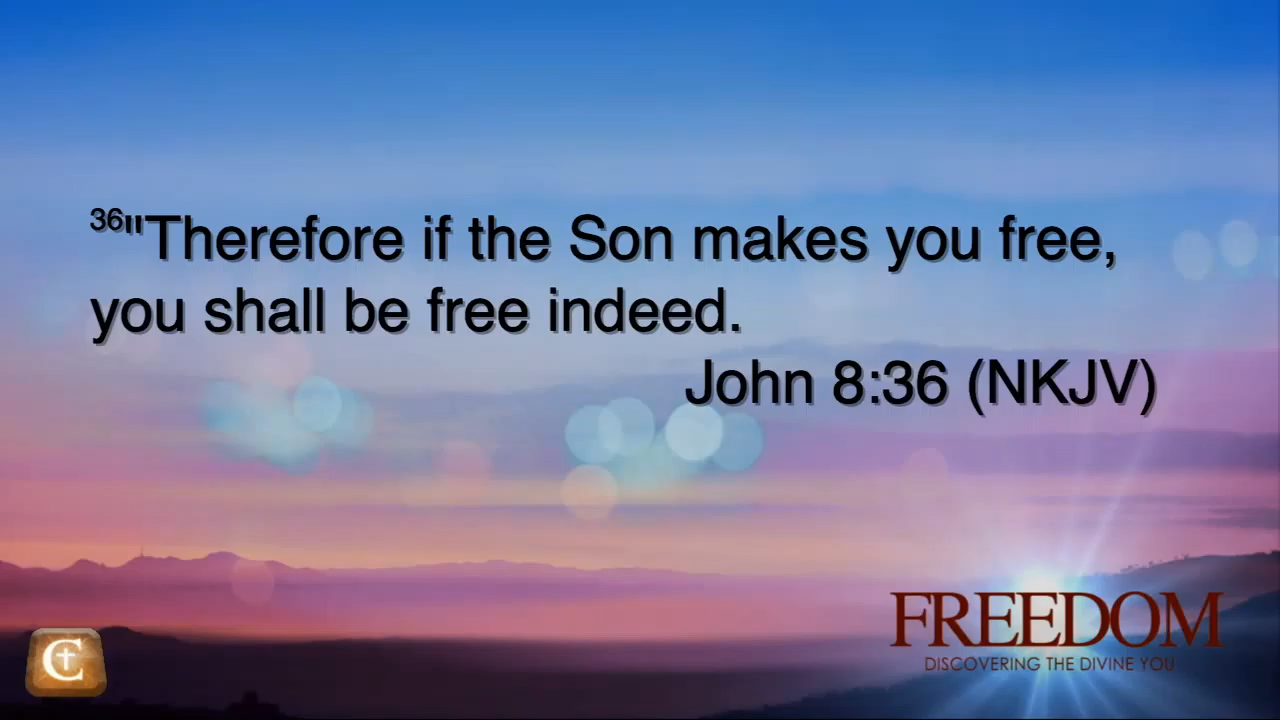 36"Therefore if the Son makes you free,
you shall be free indeed.
John 8:36 (NKJV)
FREEDOM
DISCOVERING THE DIVINE YOU
C